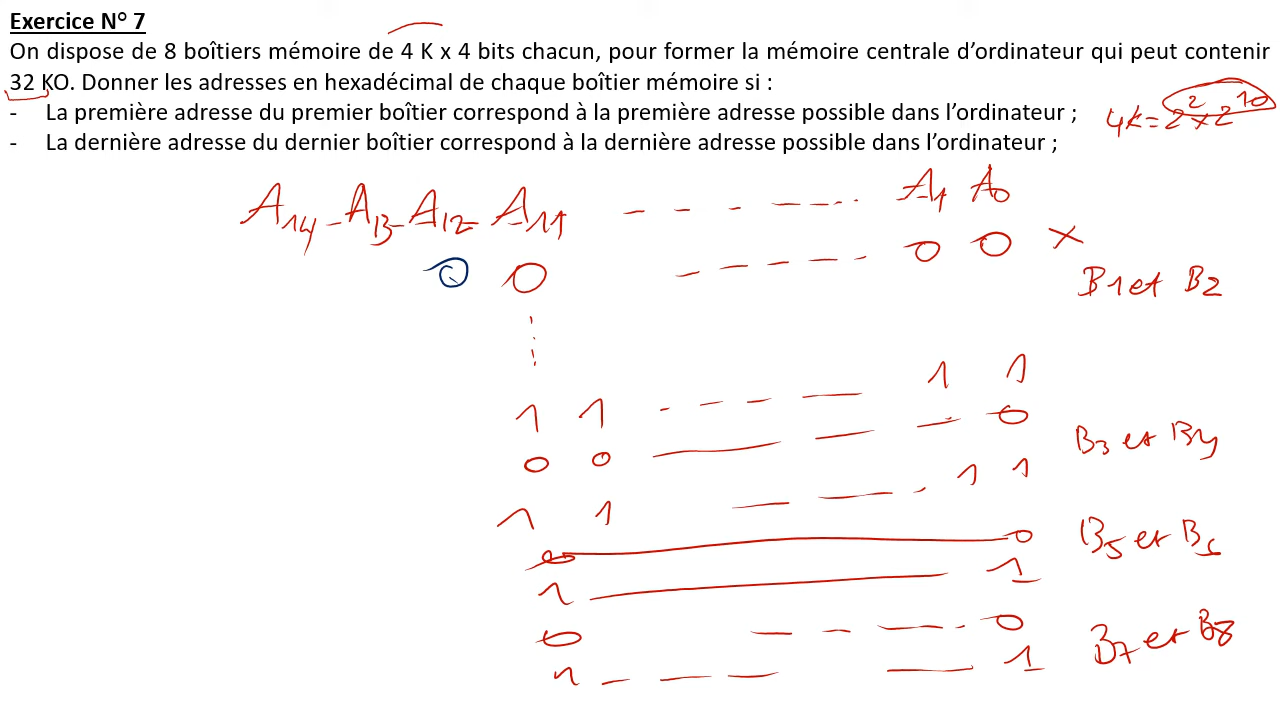 Exercice N° 7
On dispose de 8 boîtiers mémoire de 4 K x 4 bits chacun, pour former la mémoire centrale d’ordinateur qui peut contenir
32 KO. Donner les adresses en hexadécimal de chaque boîtier mémoire si :
- La première adresse du premier boîtier correspond à la première adresse possible dans l’ordinateur ;
- La dernière adresse du dernier boîtier correspond à la dernière adresse possible dans l’ordinateur ;
4K = 2² x 2¹⁰
A14 - A13 - A12 - A11 - - - - - - A1 A0
0 0 - - - - - 0 0 x
B1 et B2
1 1 - - - - - 1 1
0 0 - - - 0
B3 et B4
1 1 - - - 1 1
0 - 0
B5 et B6
1 - 1
0 - - - - 0
B7 et B8
1 - - - - 1